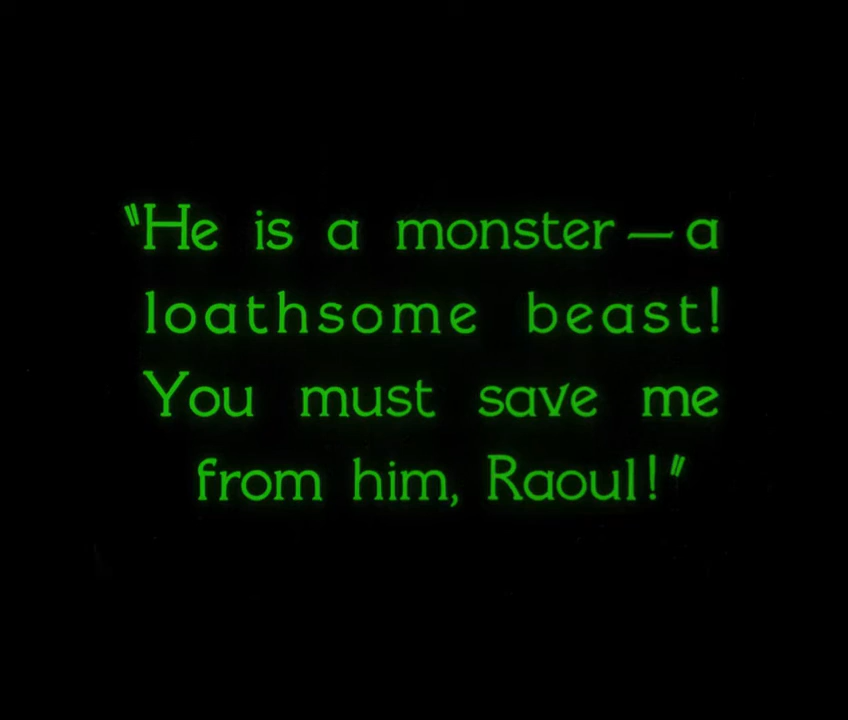 "He is a monster — a
loathsome beast!
You must save me
from him, Raoul!"